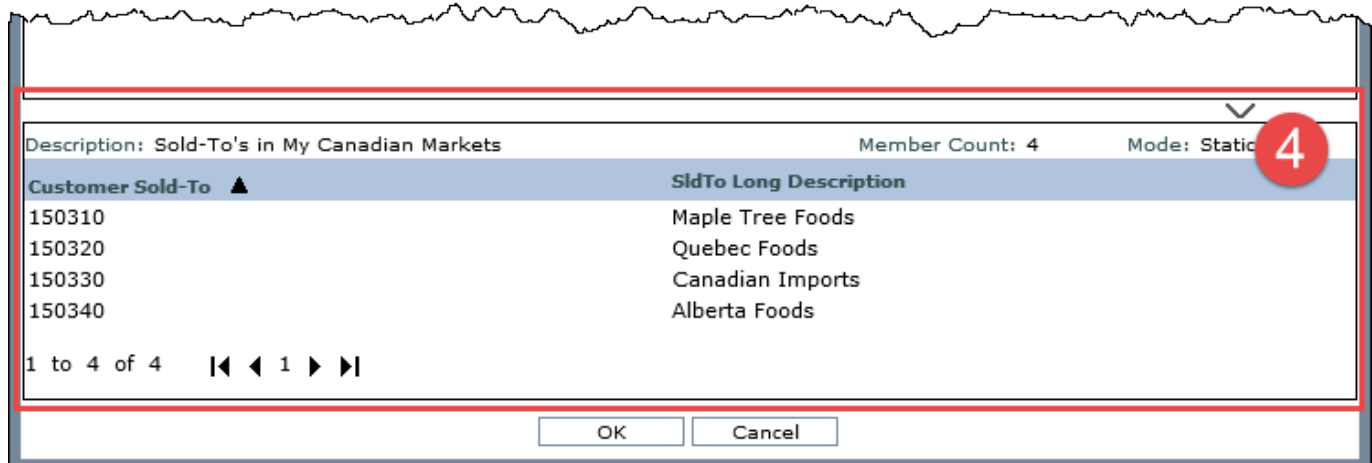 Description: Sold-To's in My Canadian Markets Member Count: 4 Mode: Static
4
Customer Sold-To ▲ SldTo Long Description
150310 Maple Tree Foods
150320 Quebec Foods
150330 Canadian Imports
150340 Alberta Foods
1 to 4 of 4 1
OK Cancel